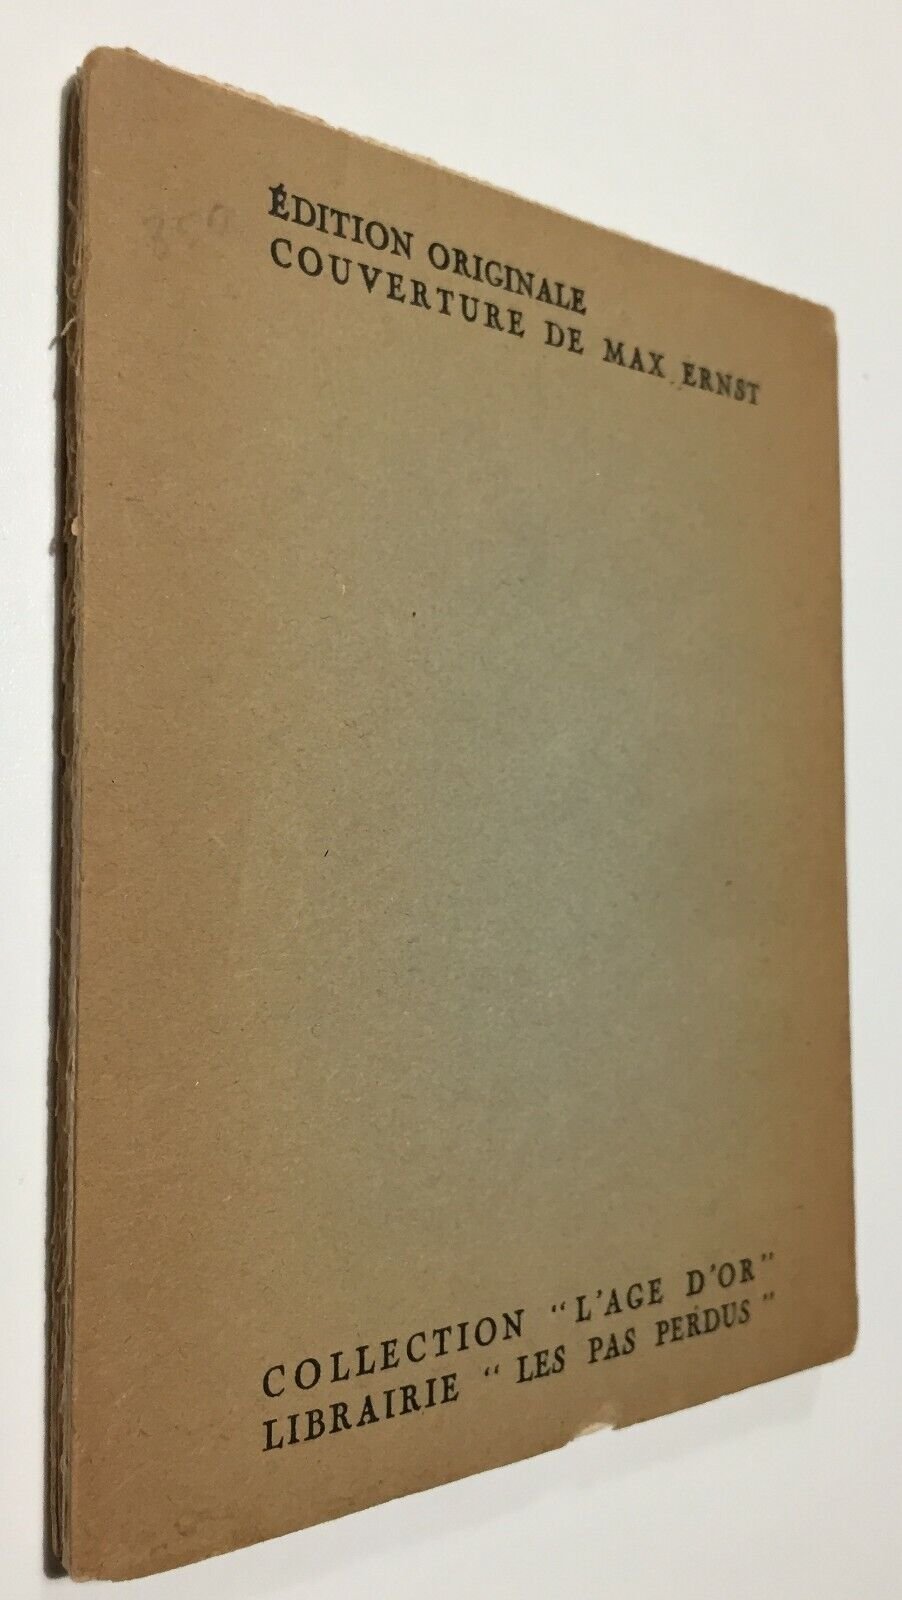 ÉDITION ORIGINALE
COUVERTURE DE MAX ERNST
COLLECTION “ L'AGE D'OR ”
LIBRAIRIE “ LES PAS PERDUS ”